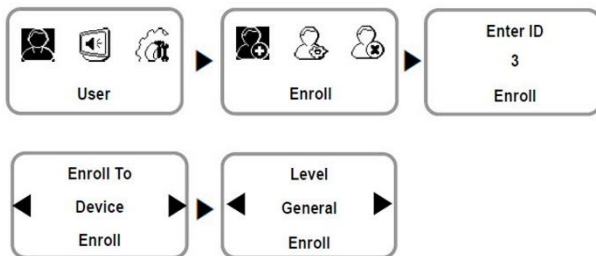 User
Enroll
Enter ID
3
Enroll
Enroll To
Device
Enroll
Level
General
Enroll